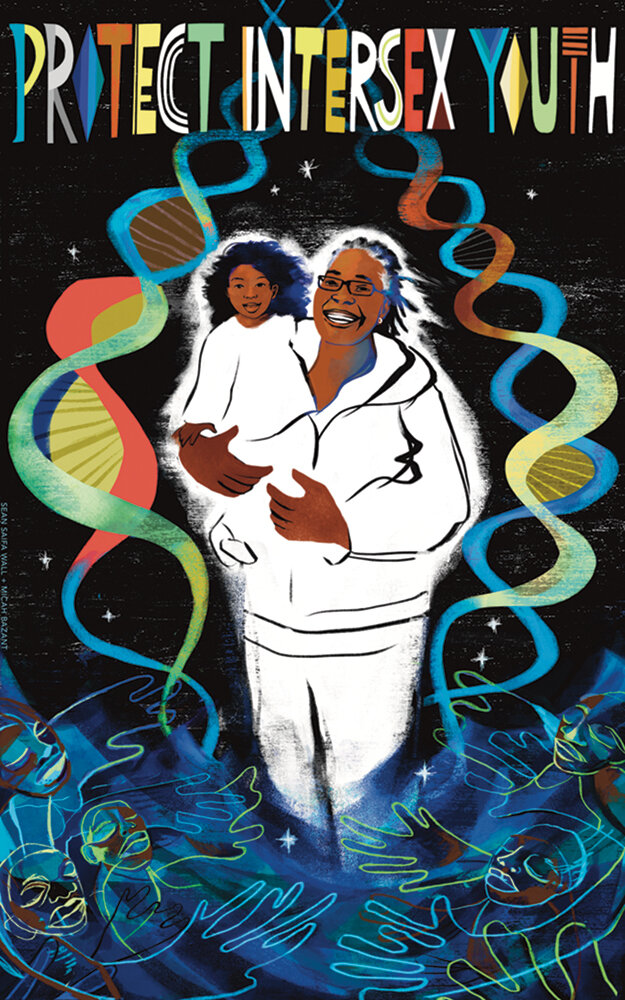 PROTECT INTERSEX YOUTH
SEAN SAIFA WALL + MICAH BAZANT